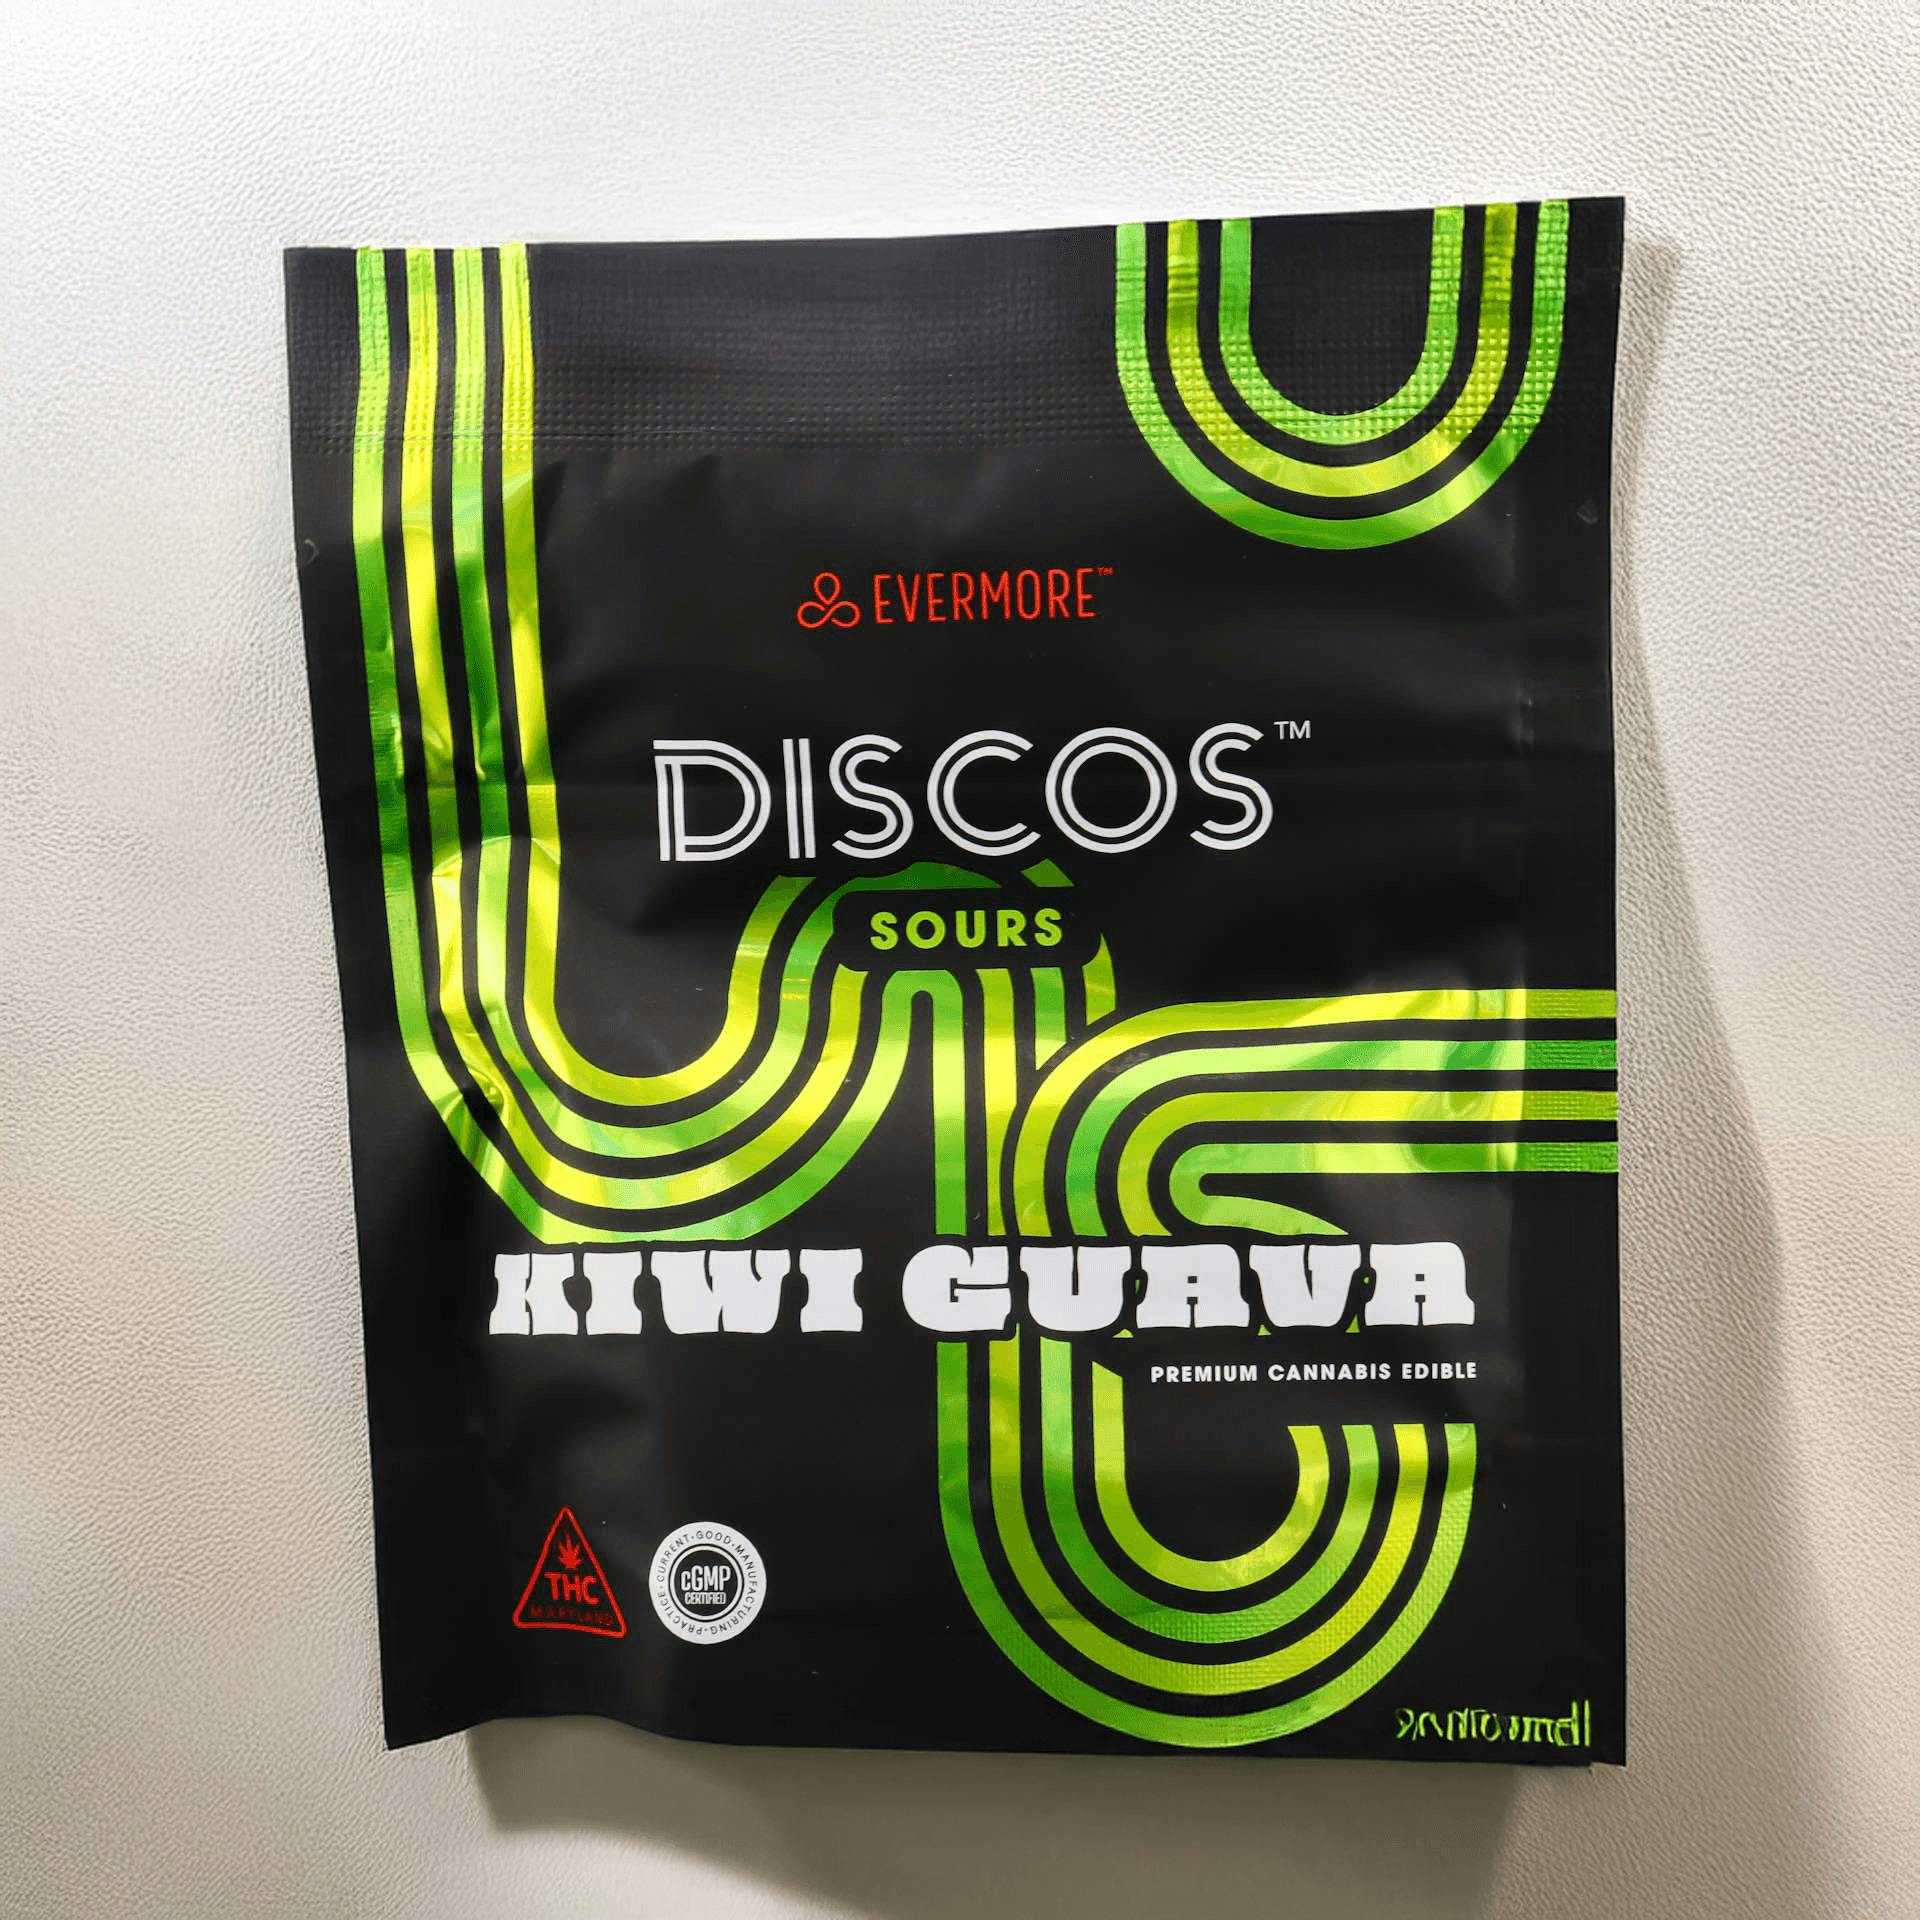 EVERMORE™
DISCOS™
SOURS
KIWI GUAVA
PREMIUM CANNABIS EDIBLE
THC
MARYLAND
CURRENT·GOOD·MANUFACTURING·PRACTICE·
cGMP
CERTIFIED